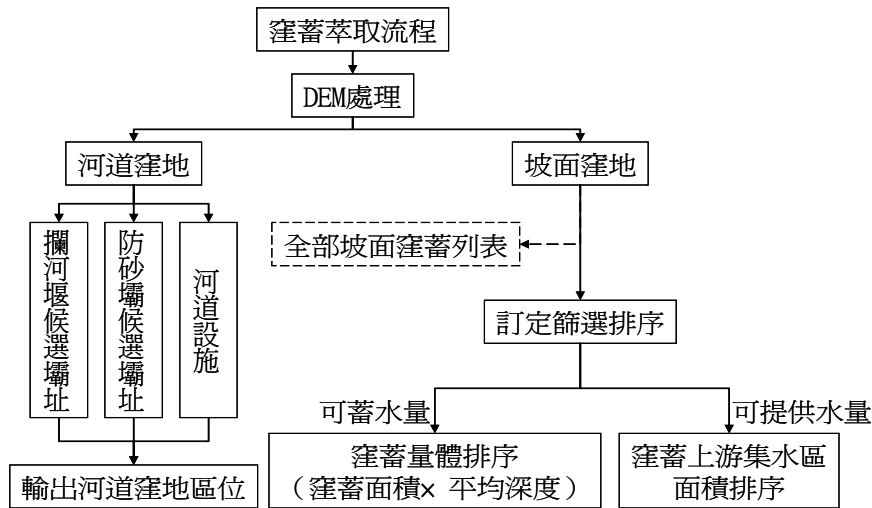 窪蓄萃取流程
DEM處理
河道窪地
坡面窪地
全部坡面窪蓄列表
攔河堰候選壩址
防砂壩候選壩址
河道設施
訂定篩選排序
可蓄水量
可提供水量
輸出河道窪地區位
窪蓄量體排序
（窪蓄面積× 平均深度）
窪蓄上游集水區
面積排序